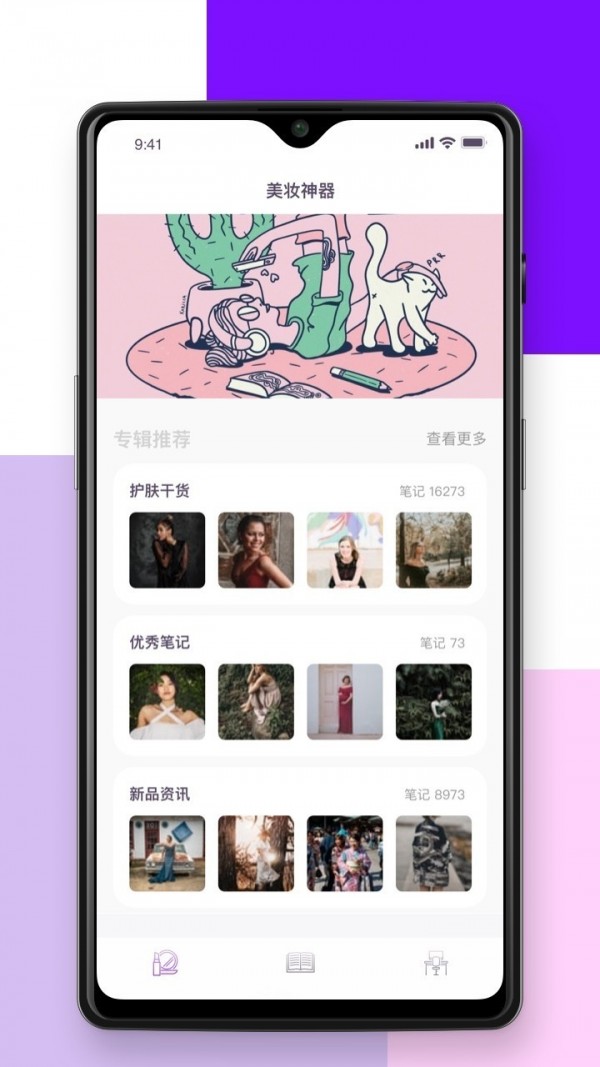 9:41
美妆神器
PRR
专辑推荐 查看更多
护肤干货 笔记 16273
优秀笔记 笔记 73
新品资讯 笔记 8973